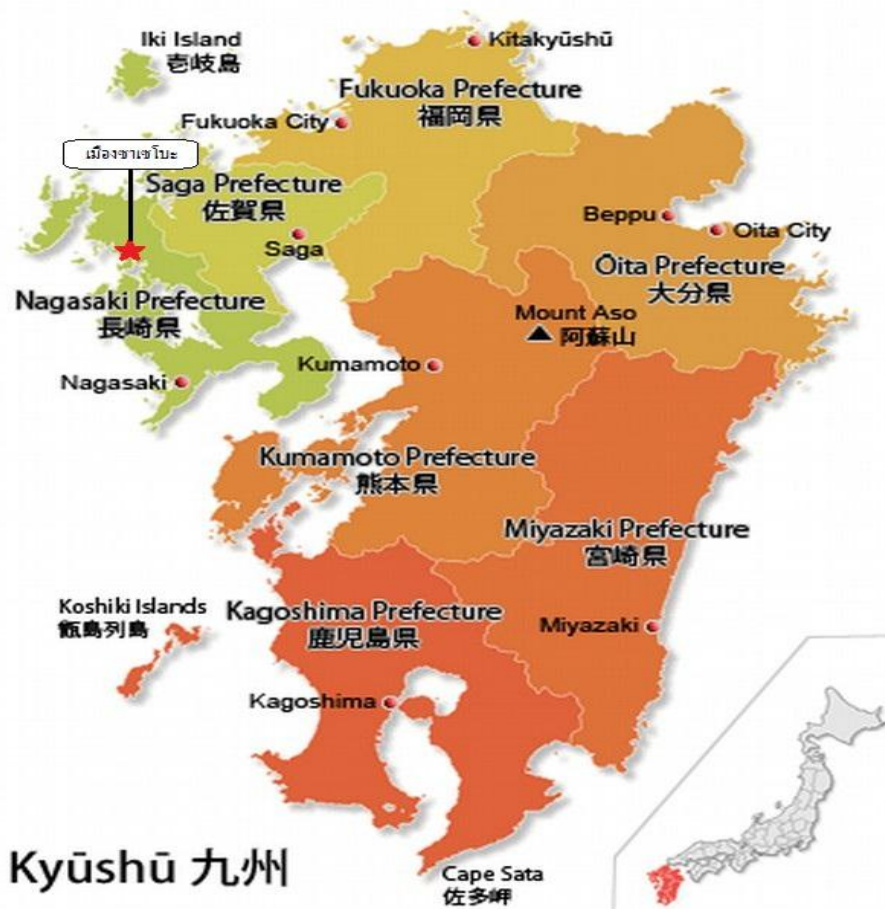 Iki Island
壱岐島
Kitakyūshū
Fukuoka Prefecture
福岡県
Fukuoka City
เมืองซาเซโบะ
Saga Prefecture
佐賀県
Saga
Beppu
Oita City
Ōita Prefecture
大分県
Nagasaki Prefecture
長崎県
Mount Aso
阿蘇山
Nagasaki
Kumamoto
Kumamoto Prefecture
熊本県
Miyazaki Prefecture
宮崎県
Koshiki Islands
甑島列島
Kagoshima Prefecture
鹿児島県
Miyazaki
Kagoshima
Kyūshū 九州
Cape Sata
佐多岬